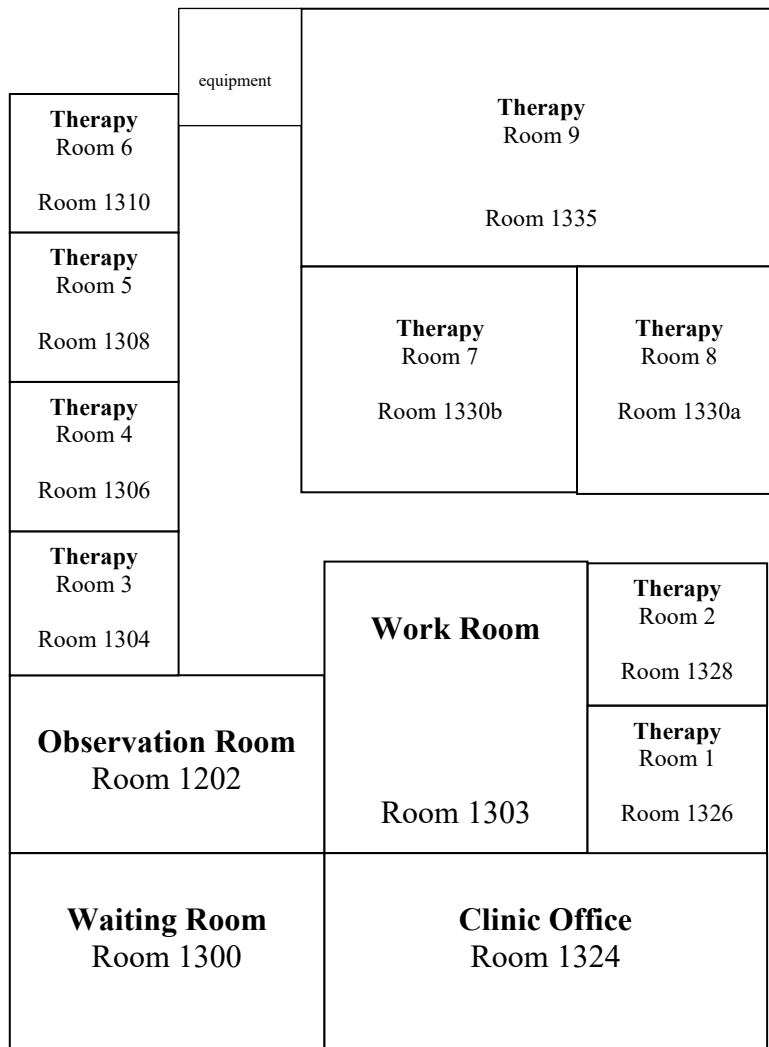 equipment
Therapy
Room 9
Room 1335
Therapy
Room 6
Room 1310
Therapy
Room 5
Room 1308
Therapy
Room 7
Room 1330b
Therapy
Room 8
Room 1330a
Therapy
Room 4
Room 1306
Therapy
Room 3
Room 1304
Work Room
Room 1303
Therapy
Room 2
Room 1328
Therapy
Room 1
Room 1326
Observation Room
Room 1202
Waiting Room
Room 1300
Clinic Office
Room 1324